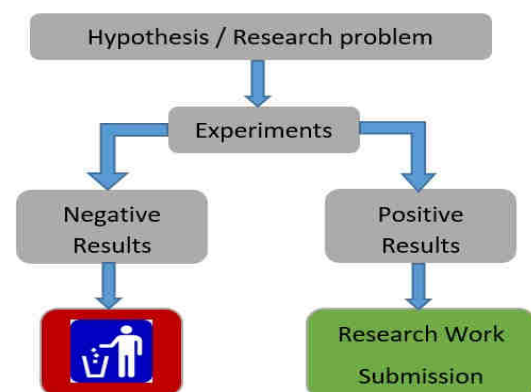 Hypothesis / Research problem
Experiments
Negative
Results
Positive
Results
Research Work
Submission